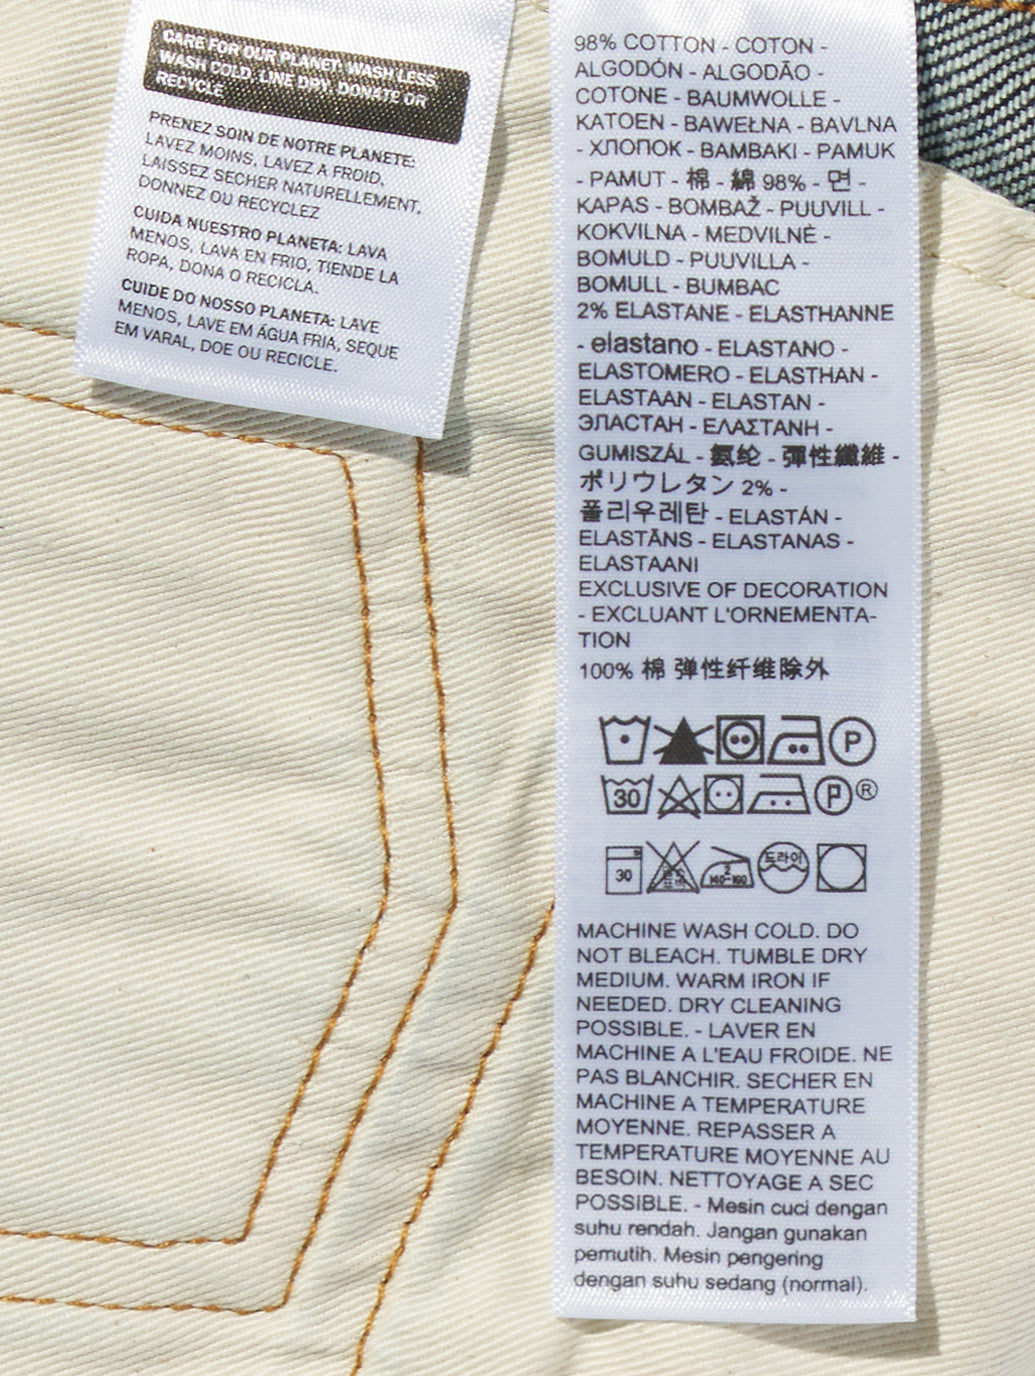 CARE FOR OUR PLANET: WASH LESS,
WASH COLD, LINE DRY, DONATE OR
RECYCLE
PRENEZ SOIN DE NOTRE PLANETE:
LAVEZ MOINS, LAVEZ A FROID,
LAISSEZ SECHER NATURELLEMENT,
DONNEZ OU RECYCLEZ
CUIDA NUESTRO PLANETA: LAVA
MENOS, LAVA EN FRIO, TIENDE LA
ROPA, DONA O RECICLA.
CUIDE DO NOSSO PLANETA: LAVE
MENOS, LAVE EM ÁGUA FRIA, SEQUE
EM VARAL, DOE OU RECICLE.
98% COTTON - COTON -
ALGODÓN - ALGODÃO -
COTONE - BAUMWOLLE -
KATOEN - BAWEŁNA - BAVLNA
- ХЛОПОК - BAMBAKI - PAMUK
- PAMUT - 棉 - 綿 98% - 면 -
KAPAS - BOMBAŽ - PUUVILL -
KOKVILNA - MEDVILNĖ -
BOMULD - PUUVILLA -
BOMULL - BUMBAC
2% ELASTANE - ELASTHANNE
- elastano - ELASTANO -
ELASTOMERO - ELASTHAN -
ELASTAAN - ELASTAN -
ЭЛАСТАН - ΕΛΑΣΤΑΝΗ -
GUMISZÁL - 氨纶 - 彈性纖維 -
ポリウレタン 2% -
폴리우레탄 - ELASTÁN -
ELASTĀNS - ELASTANAS -
ELASTAANI
EXCLUSIVE OF DECORATION
- EXCLUANT L'ORNEMENTA-
TION
100% 棉 弹性纤维除外
P
30 P ®
30 2 140-160 드라이
MACHINE WASH COLD. DO
NOT BLEACH. TUMBLE DRY
MEDIUM. WARM IRON IF
NEEDED. DRY CLEANING
POSSIBLE. - LAVER EN
MACHINE A L'EAU FROIDE. NE
PAS BLANCHIR. SECHER EN
MACHINE A TEMPERATURE
MOYENNE. REPASSER A
TEMPERATURE MOYENNE AU
BESOIN. NETTOYAGE A SEC
POSSIBLE. - Mesin cuci dengan
suhu rendah. Jangan gunakan
pemutih. Mesin pengering
dengan suhu sedang (normal).